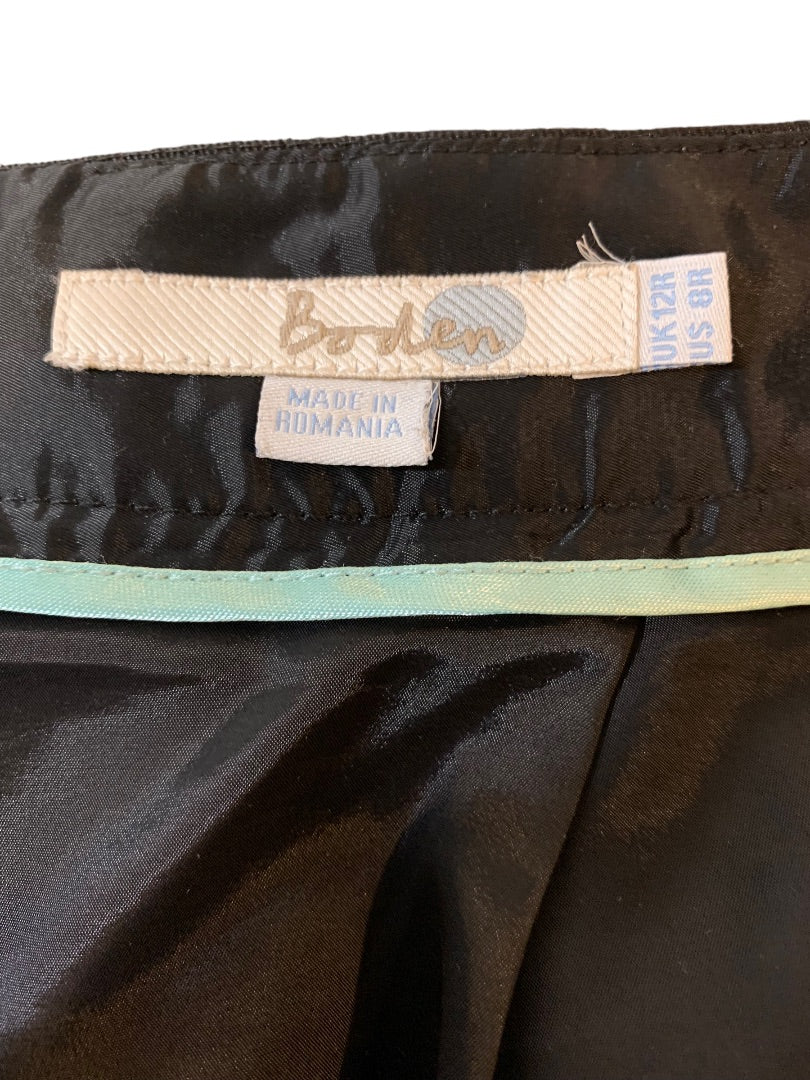 Boden
UK 12R
US 8R
MADE IN
ROMANIA